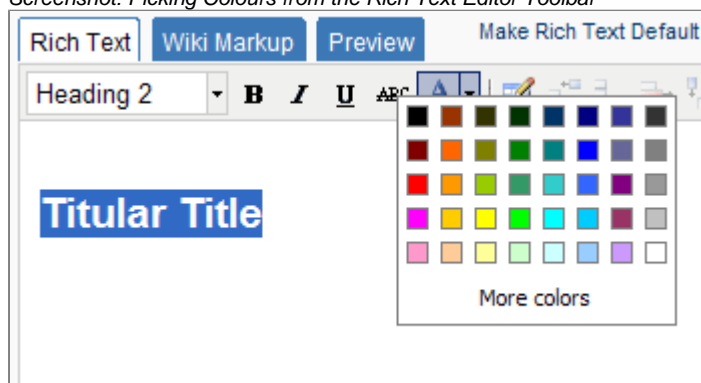 Screenshot: Picking Colours from the Rich Text Editor Toolbar
Rich Text Wiki Markup Preview Make Rich Text Default
Heading 2 B I U ABC A
Titular Title
More colors